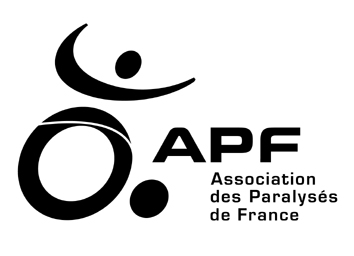 APF
Association
des Paralysés
de France